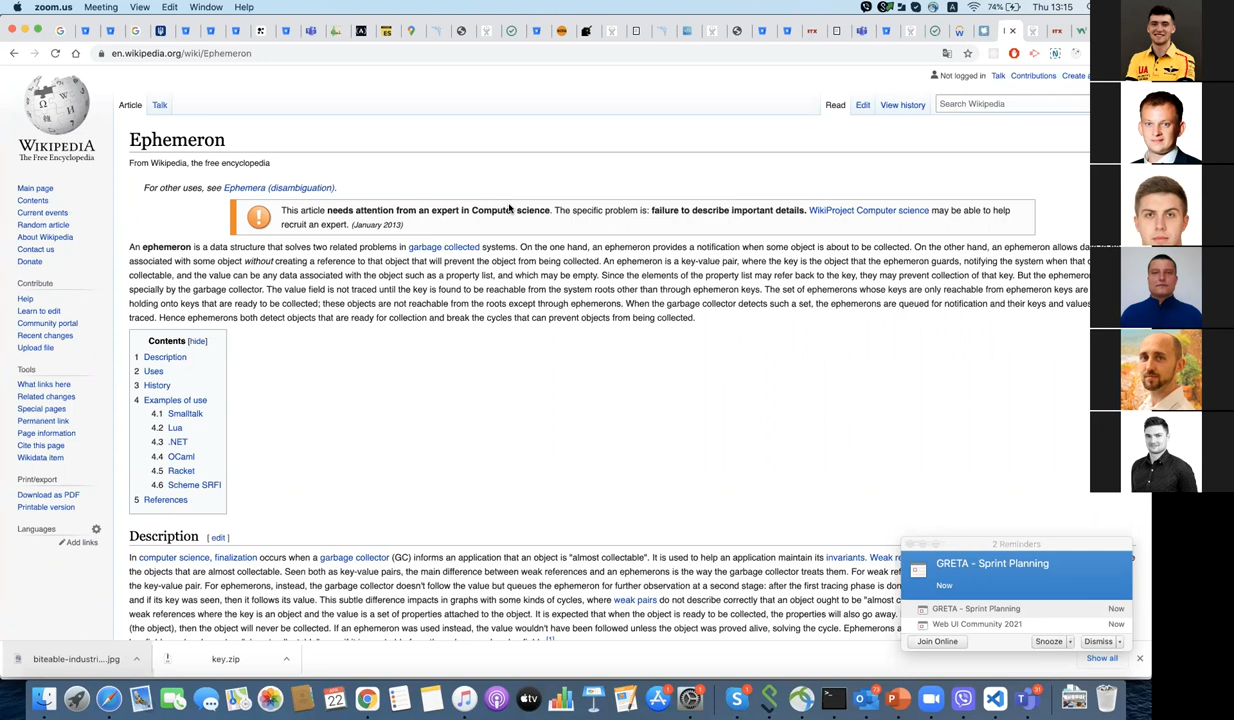 zoom.us Meeting View Edit Window Help
74% Thu 13:15
en.wikipedia.org/wiki/Ephemeron
Not logged in Talk Contributions Create a
Article Talk Read Edit View history Search Wikipedia
WIKIPEDIA
The Free Encyclopedia
Main page
Contents
Current events
Random article
About Wikipedia
Contact us
Donate
Contribute
Help
Learn to edit
Community portal
Recent changes
Upload file
Tools
What links here
Related changes
Special pages
Permanent link
Page information
Cite this page
Wikidata item
Print/export
Download as PDF
Printable version
Languages
Add links
Ephemeron
From Wikipedia, the free encyclopedia
For other uses, see Ephemera (disambiguation).
This article needs attention from an expert in Computer science. The specific problem is: failure to describe important details. WikiProject Computer science may be able to help
recruit an expert. (January 2013)
An ephemeron is a data structure that solves two related problems in garbage collected systems. On the one hand, an ephemeron provides a notification when some object is about to be collected. On the other hand, an ephemeron allows da
associated with some object without creating a reference to that object that will prevent the object from being collected. An ephemeron is a key-value pair, where the key is the object that the ephemeron guards, notifying the system when that o
collectable, and the value can be any data associated with the object such as a property list, and which may be empty. Since the elements of the property list may refer back to the key, they may prevent collection of that key. But the ephemeron
specially by the garbage collector. The value field is not traced until the key is found to be reachable from the system roots other than through ephemeron keys. The set of ephemerons whose keys are only reachable from ephemeron keys are
holding onto keys that are ready to be collected; these objects are not reachable from the roots except through ephemerons. When the garbage collector detects such a set, the ephemerons are queued for notification and their keys and values
traced. Hence ephemerons both detect objects that are ready for collection and break the cycles that can prevent objects from being collected.
Contents [hide]
1 Description
2 Uses
3 History
4 Examples of use
4.1 Smalltalk
4.2 Lua
4.3 .NET
4.4 OCaml
4.5 Racket
4.6 Scheme SRFI
5 References
Description [ edit ]
In computer science, finalization occurs when a garbage collector (GC) informs an application that an object is "almost collectable". It is used to help an application maintain its invariants. Weak
the objects that are almost collectable. Seen both as key-value pairs, the main difference between weak references and an ephemerons is the way the garbage collector treats them. For weak
the key-value pair. For ephemerons, instead, the garbage collector doesn't follow the value but queues the ephemeron for further observation at a second stage: after the first tracing phase is don
and if its key was seen, then it follows its value. This subtle difference impacts in graphs with some kinds of cycles, where weak pairs do not describe correctly that an object ought to be "almost
weak references where the key is an object and the value is a set of properties attached to the object. It is expected that when the object is ready to be collected, the properties will also go away.
(the object), then the object will never be collected. If an ephemeron was used instead, the value wouldn't have been followed unless the object was proved alive, solving the cycle. Ephemerons a
2 Reminders
GRETA - Sprint Planning
Now
GRETA - Sprint Planning Now
Web UI Community 2021 Now
Join Online Snooze Dismiss
biteable-industri....jpg key.zip Show all